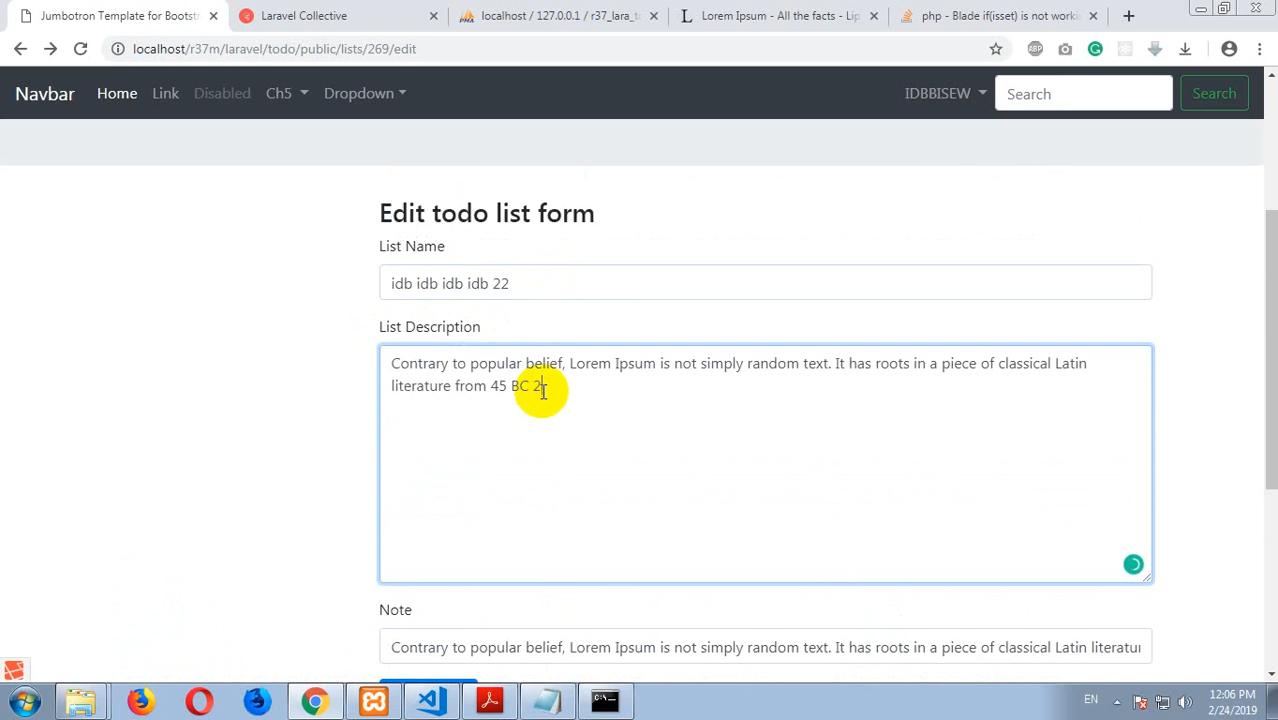 Jumbotron Template for Bootst
Laravel Collective
localhost / 127.0.0.1 / r37_lara_t
Lorem Ipsum - All the facts - Lip
php - Blade if(isset) is not worki
localhost/r37m/laravel/todo/public/lists/269/edit
ABP
Navbar Home Link Disabled Ch5 Dropdown IDBBISEW Search Search
Edit todo list form
List Name
idb idb idb idb 22
List Description
Contrary to popular belief, Lorem Ipsum is not simply random text. It has roots in a piece of classical Latin
literature from 45 BC 2
Note
Contrary to popular belief, Lorem Ipsum is not simply random text. It has roots in a piece of classical Latin literatur
EN
12:06 PM
2/24/2019